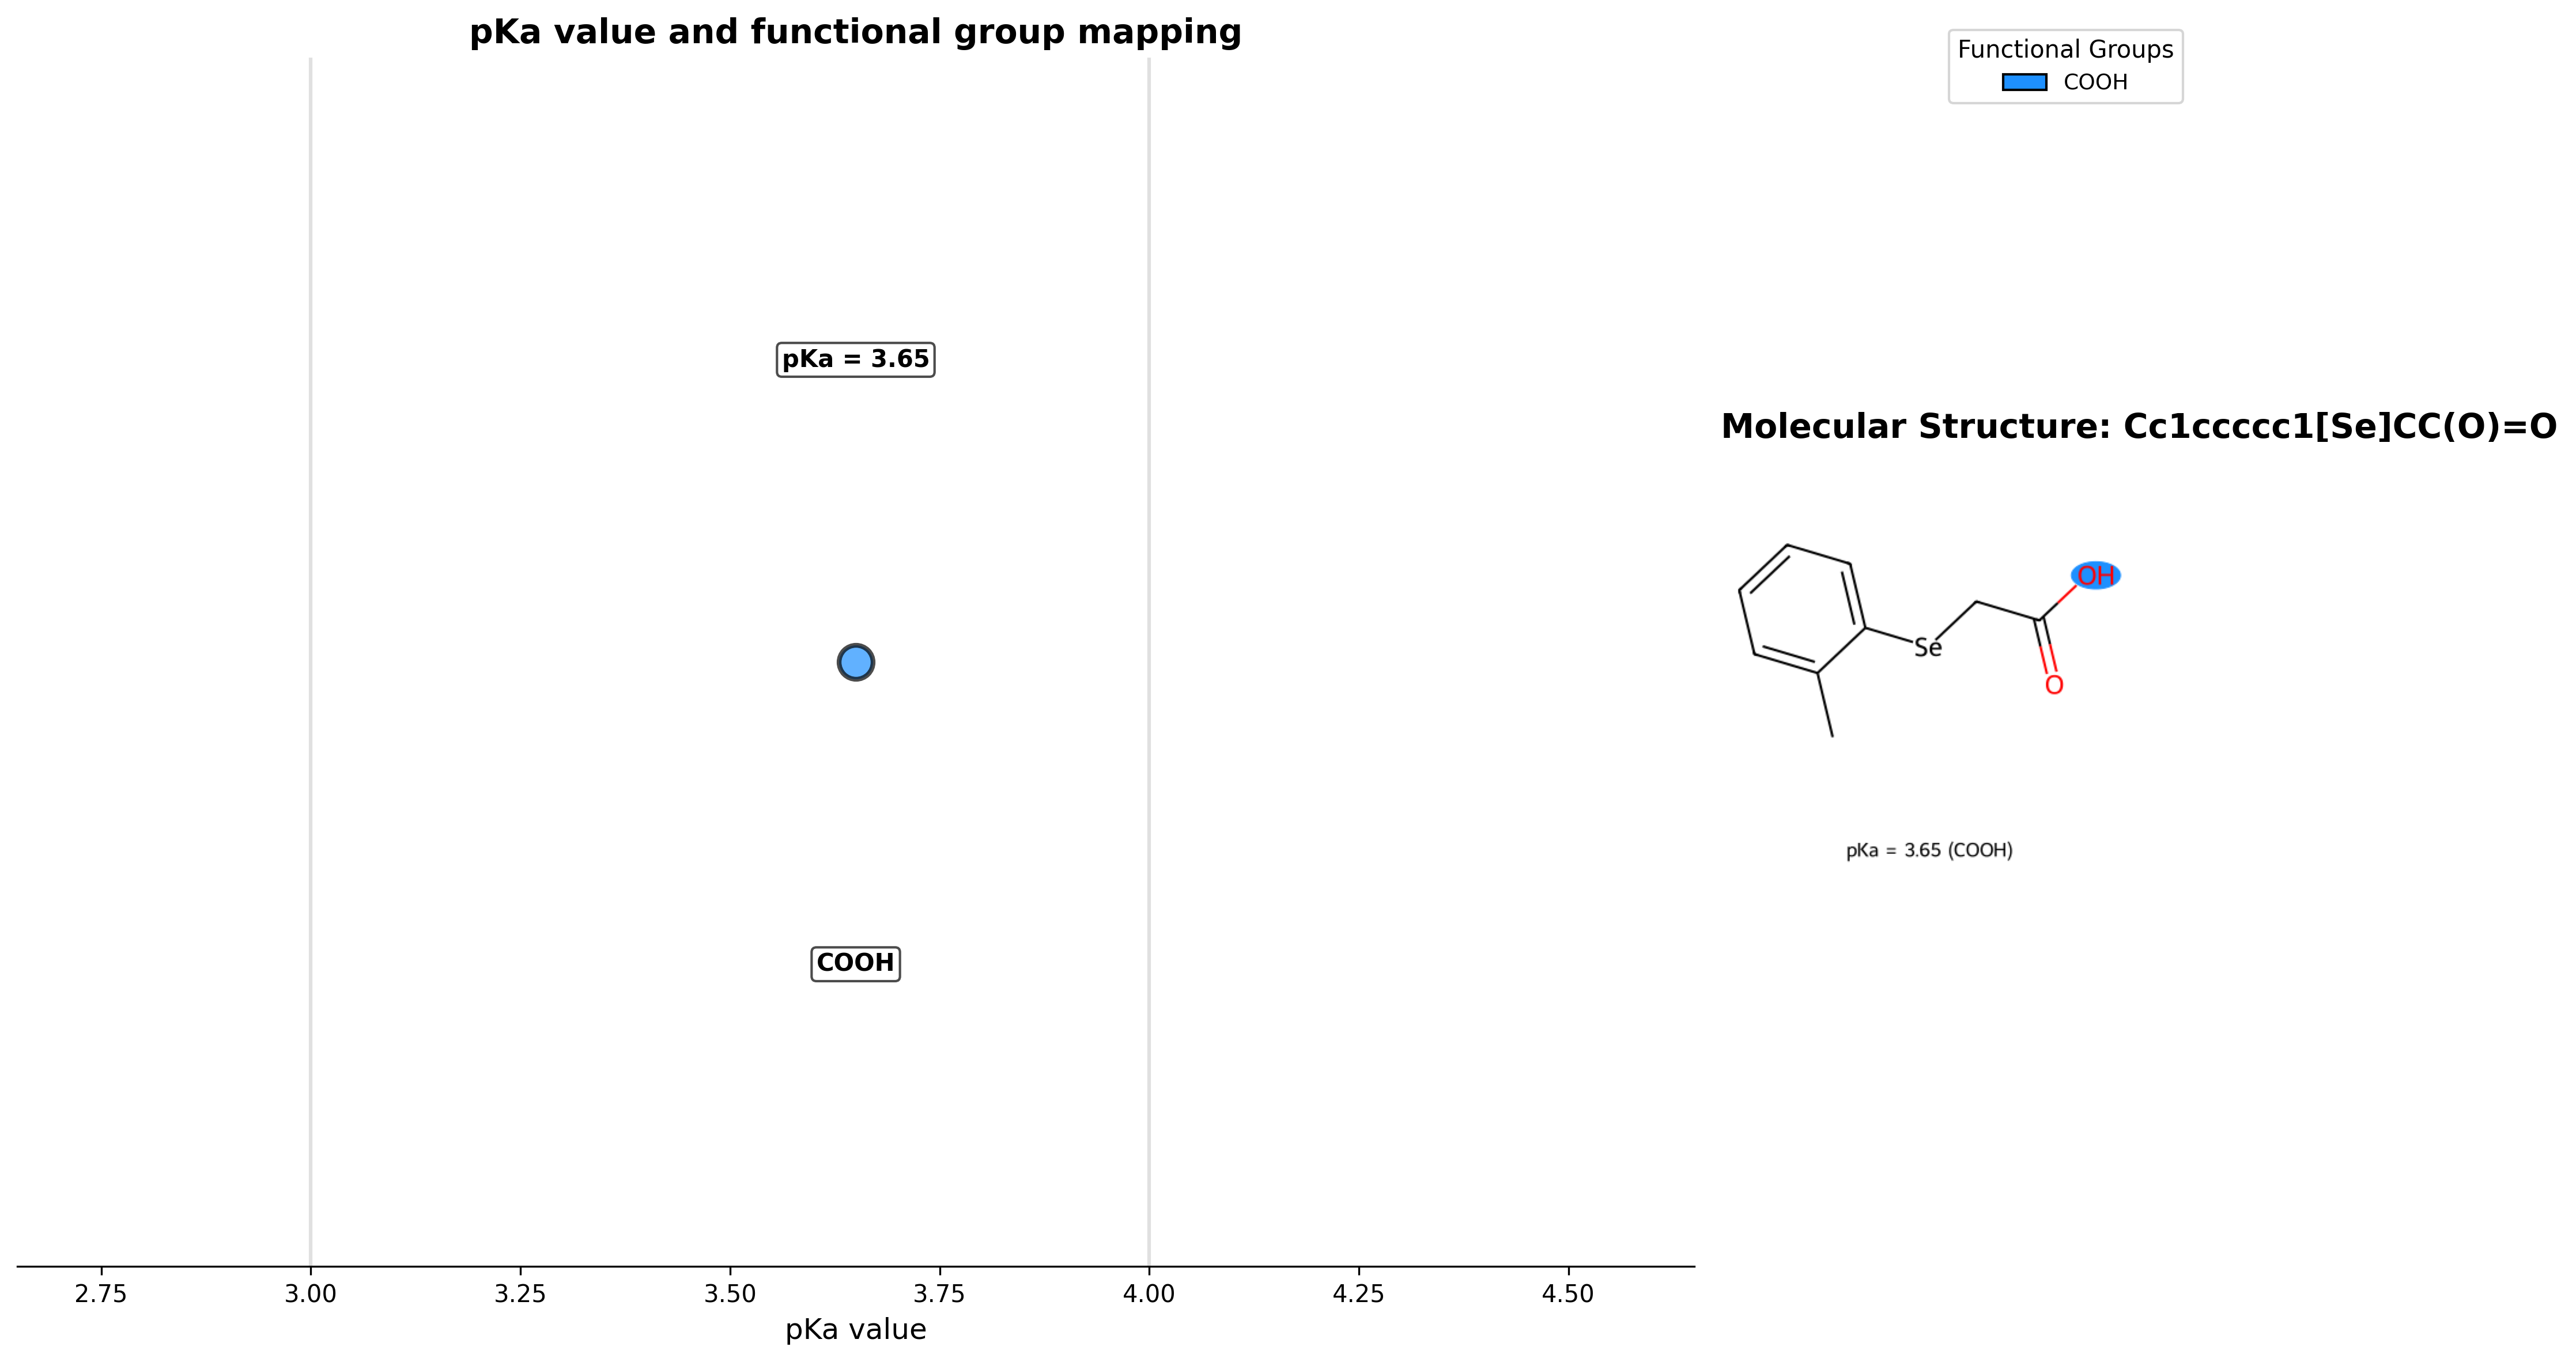 pKa value and functional group mapping
pKa = 3.65
COOH
2.75 3.00 3.25 3.50 3.75 4.00 4.25 4.50
pKa value
Functional Groups
COOH
Molecular Structure: Cc1ccccc1[Se]CC(O)=O
OH
Se
O
pKa = 3.65 (COOH)